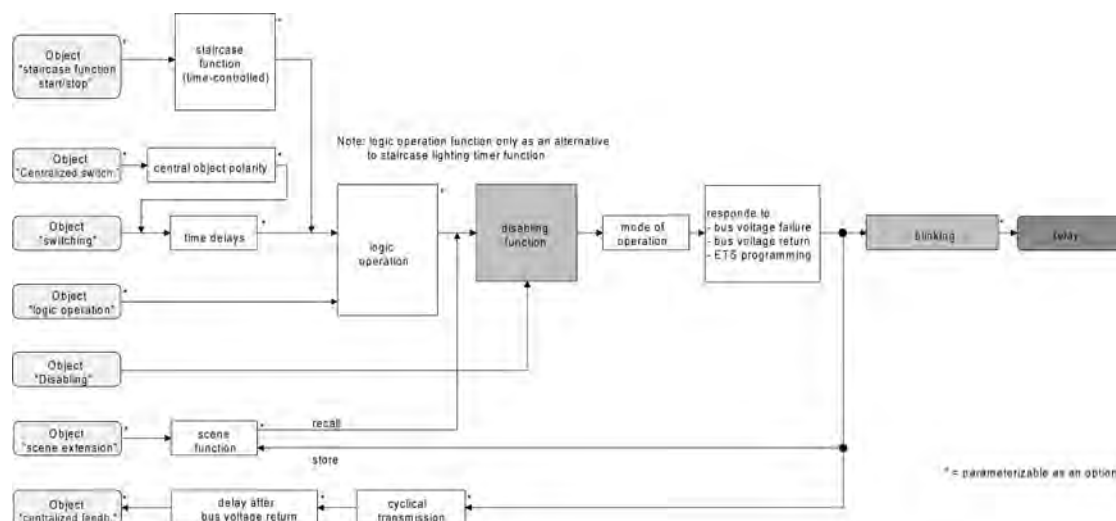 Object
"staircase function
start/stop"
*
staircase
function
(time-controlled)
*
Note: logic operation function only as an alternative
to staircase lighting timer function
Object
"Centralized switch."
*
central object polarity
*
Object
"switching"
*
time delays
*
logic
operation
*
disabling
function
mode of
operation
responde to
- bus voltage failure
- bus voltage return
- ETS programming
blinking
*
relay
Object
"logic operation"
*
Object
"Disabling"
Object
"scene extension"
*
scene
function
*
recall
store
* = parameterizable as an option
Object
"centralized feedb."
*
delay after
bus voltage return
*
cyclical
transmission
*